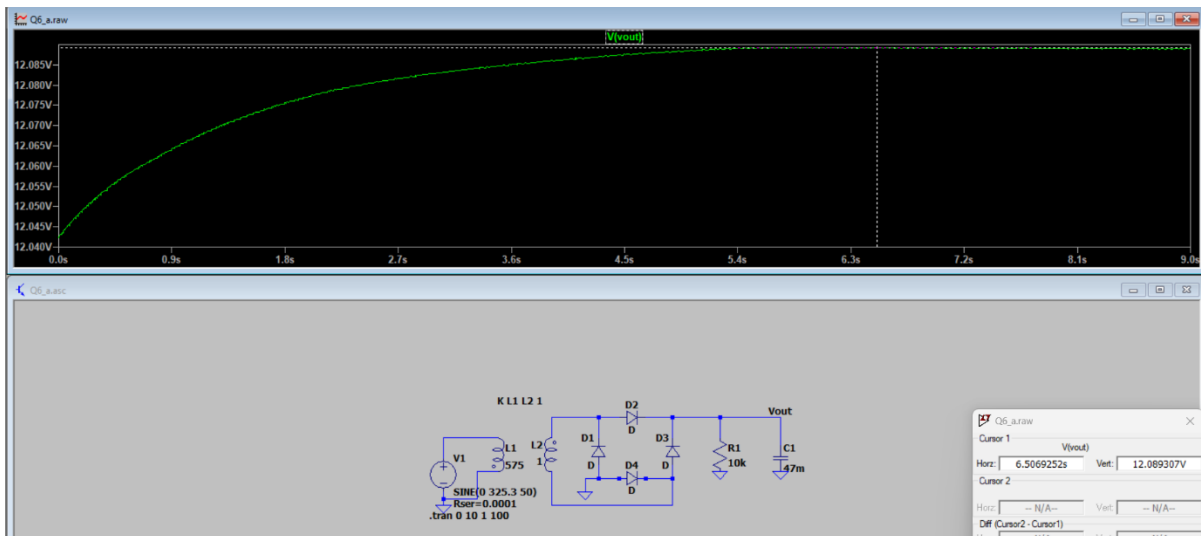 Q6_a.raw
V(vout)
12.085V
12.080V
12.075V
12.070V
12.065V
12.060V
12.055V
12.050V
12.045V
12.040V
0.0s 0.9s 1.8s 2.7s 3.6s 4.5s 5.4s 6.3s 7.2s 8.1s 9.0s
Q6_a.asc
K L1 L2 1
D2
D
Vout
V1
L1
575
L2
1
D1
D
D3
D
D4
D
R1
10k
C1
47m
SINE(0 325.3 50)
Rser=0.0001
.tran 0 10 1 100
Q6_a.raw
Cursor 1
V(vout)
Horz: 6.5069252s Vert: 12.089307V
Cursor 2
Horz: -- N/A-- Vert: -- N/A--
Diff (Cursor2 - Cursor1)